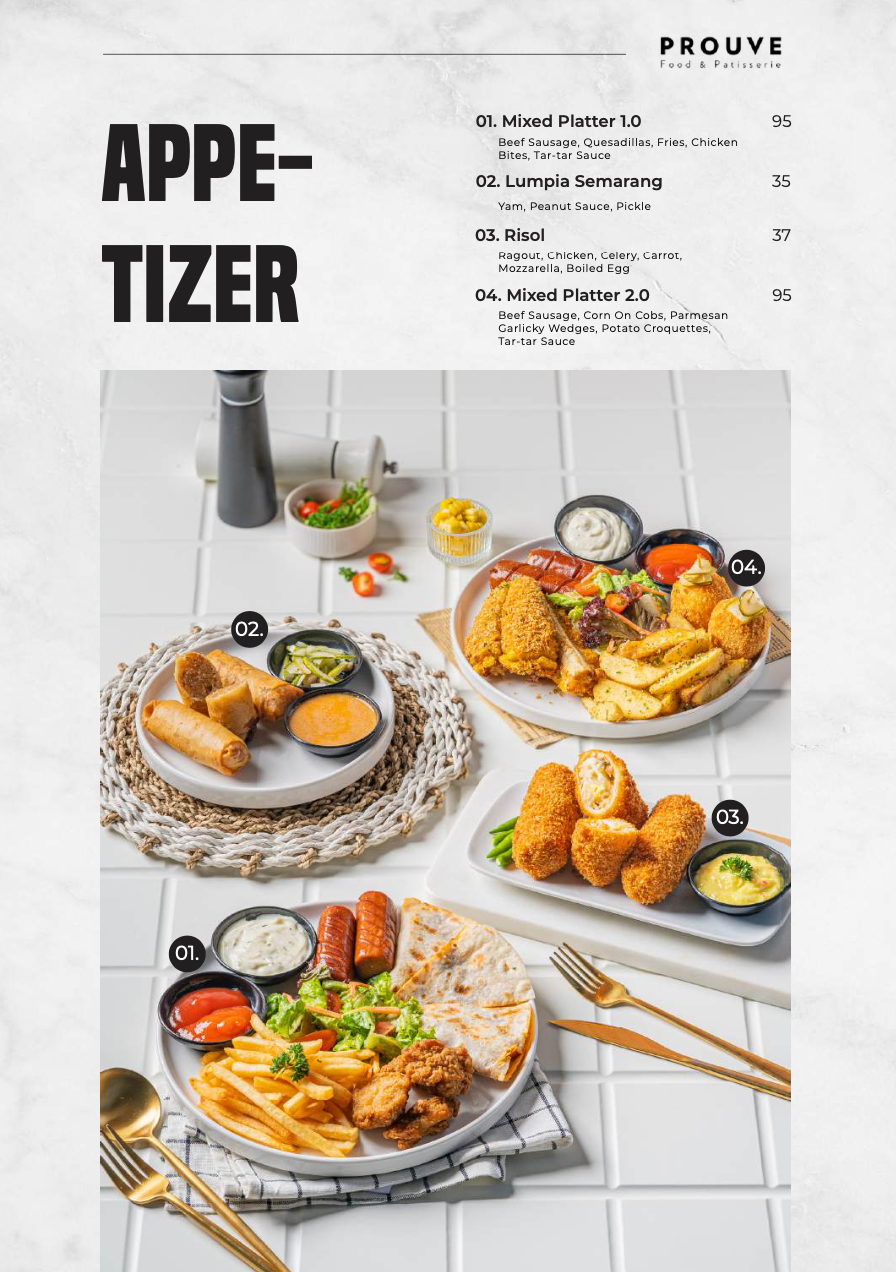 PROUVE
Food & Patisserie
APPE-
TIZER
01. Mixed Platter 1.0 95
Beef Sausage, Quesadillas, Fries, Chicken
Bites, Tar-tar Sauce
02. Lumpia Semarang 35
Yam, Peanut Sauce, Pickle
03. Risol 37
Ragout, Chicken, Celery, Carrot,
Mozzarella, Boiled Egg
04. Mixed Platter 2.0 95
Beef Sausage, Corn On Cobs, Parmesan
Garlicky Wedges, Potato Croquettes,
Tar-tar Sauce
04.
02.
03.
01.